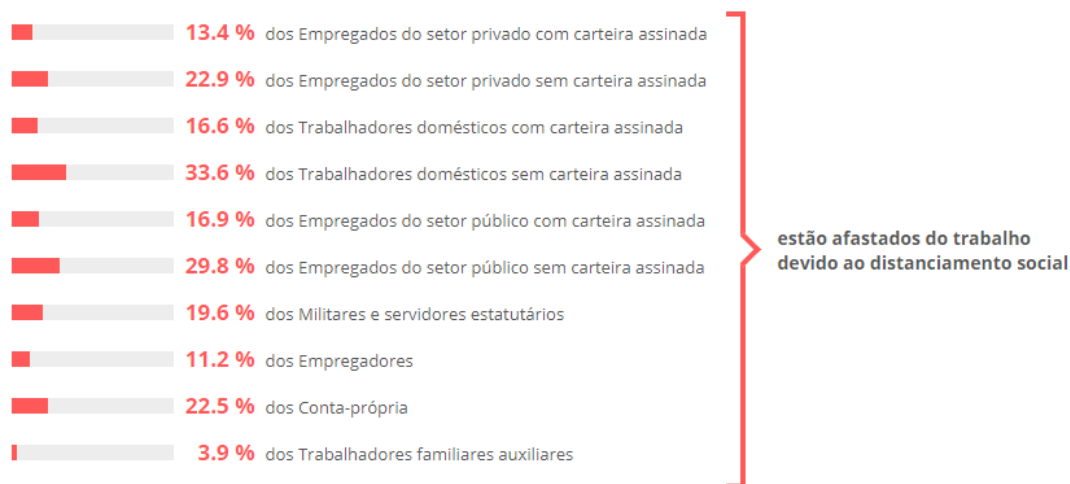 13.4 % dos Empregados do setor privado com carteira assinada
22.9 % dos Empregados do setor privado sem carteira assinada
16.6 % dos Trabalhadores domésticos com carteira assinada
33.6 % dos Trabalhadores domésticos sem carteira assinada
16.9 % dos Empregados do setor público com carteira assinada
29.8 % dos Empregados do setor público sem carteira assinada
19.6 % dos Militares e servidores estatutários
11.2 % dos Empregadores
22.5 % dos Conta-própria
3.9 % dos Trabalhadores familiares auxiliares
estão afastados do trabalho
devido ao distanciamento social